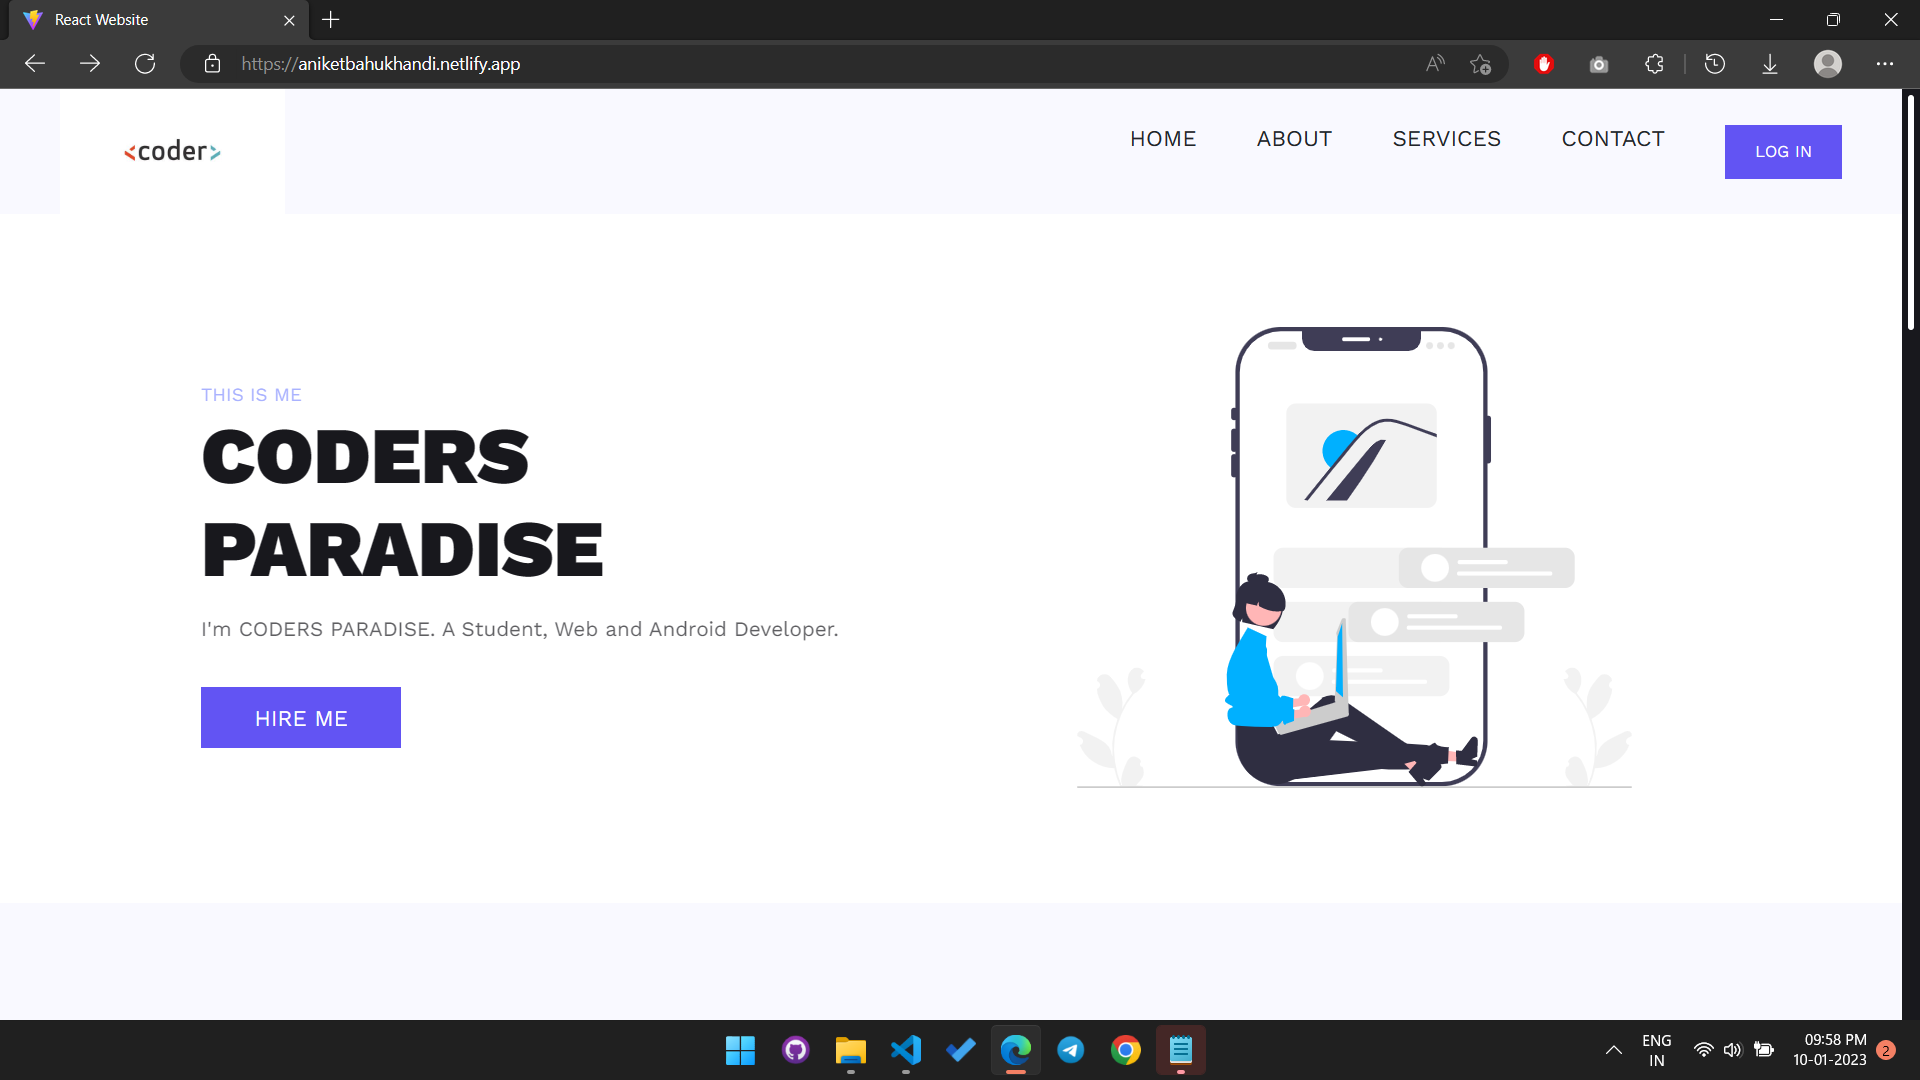 React Website
https://aniketbahukhandi.netlify.app
<coder>
HOME ABOUT SERVICES CONTACT LOG IN
THIS IS ME
CODERS
PARADISE
I'm CODERS PARADISE. A Student, Web and Android Developer.
HIRE ME
ENG
IN
09:58 PM
10-01-2023
2